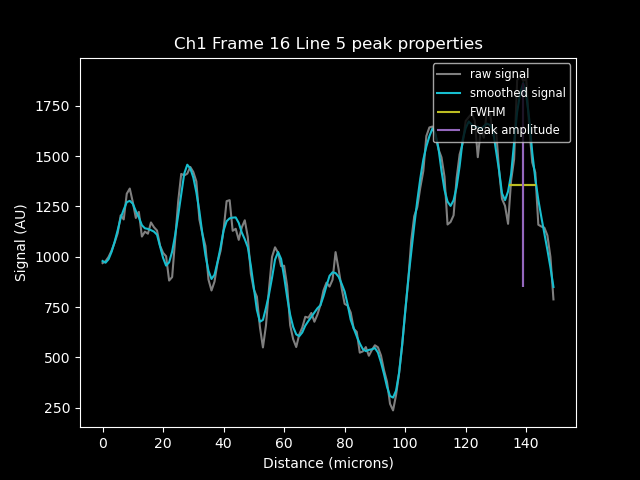 Ch1 Frame 16 Line 5 peak properties
raw signal
smoothed signal
FWHM
Peak amplitude
1750
1500
1250
1000
750
500
250
Signal (AU)
0 20 40 60 80 100 120 140
Distance (microns)